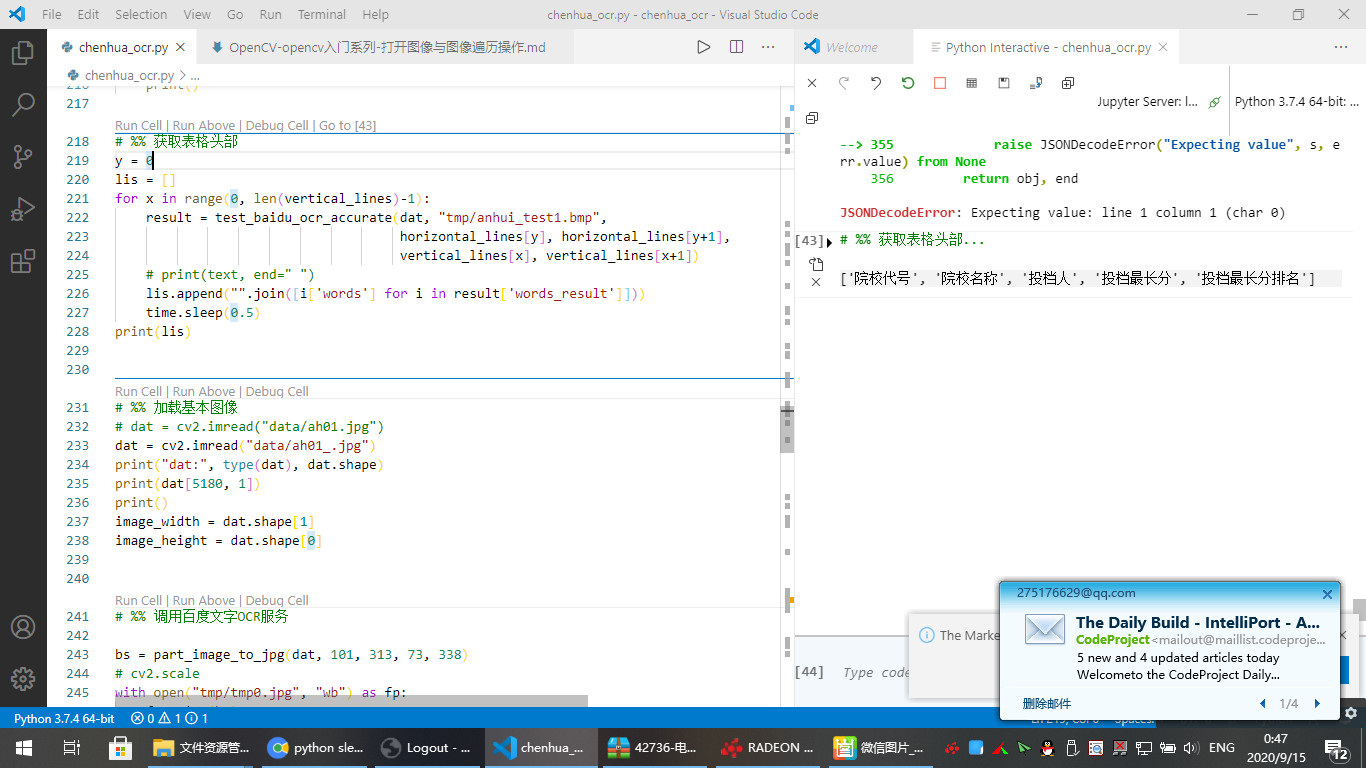 File Edit Selection View Go Run Terminal Help
chenhua_ocr.py - chenhua_ocr - Visual Studio Code
chenhua_ocr.py
OpenCV-opencv入门系列-打开图像与图像遍历操作.md
chenhua_ocr.py > ...
216 print()
217
Run Cell | Run Above | Debug Cell | Go to [43]
218 # %% 获取表格头部
219 y = 0
220 lis = []
221 for x in range(0, len(vertical_lines)-1):
222 result = test_baidu_ocr_accurate(dat, "tmp/anhui_test1.bmp",
223 horizontal_lines[y], horizontal_lines[y+1],
224 vertical_lines[x], vertical_lines[x+1])
225 # print(text, end=" ")
226 lis.append("".join([i['words'] for i in result['words_result']]))
227 time.sleep(0.5)
228 print(lis)
229
230
Run Cell | Run Above | Debug Cell
231 # %% 加载基本图像
232 # dat = cv2.imread("data/ah01.jpg")
233 dat = cv2.imread("data/ah01_.jpg")
234 print("dat:", type(dat), dat.shape)
235 print(dat[5180, 1])
236 print()
237 image_width = dat.shape[1]
238 image_height = dat.shape[0]
239
240
Run Cell | Run Above | Debug Cell
241 # %% 调用百度文字OCR服务
242
243 bs = part_image_to_jpg(dat, 101, 313, 73, 338)
244 # cv2.scale
245 with open("tmp/tmp0.jpg", "wb") as fp:
Welcome
Python Interactive - chenhua_ocr.py
Jupyter Server: l...
Python 3.7.4 64-bit: ...
--> 355 raise JSONDecodeError("Expecting value", s, e
rr.value) from None
356 return obj, end
JSONDecodeError: Expecting value: line 1 column 1 (char 0)
[43] # %% 获取表格头部...
['院校代号', '院校名称', '投档人', '投档最长分', '投档最长分排名']
The Marke
[44] Type code
275176629@qq.com
The Daily Build - IntelliPort - A...
CodeProject<mailout@maillist.codeproje...
5 new and 4 updated articles today
Welcometo the CodeProject Daily...
删除邮件
1/4
Python 3.7.4 64-bit 0 1 1
文件资源管...
python sle...
Logout - ...
chenhua_...
42736-电...
RADEON ...
微信图片_...
ENG
0:47
2020/9/15
12